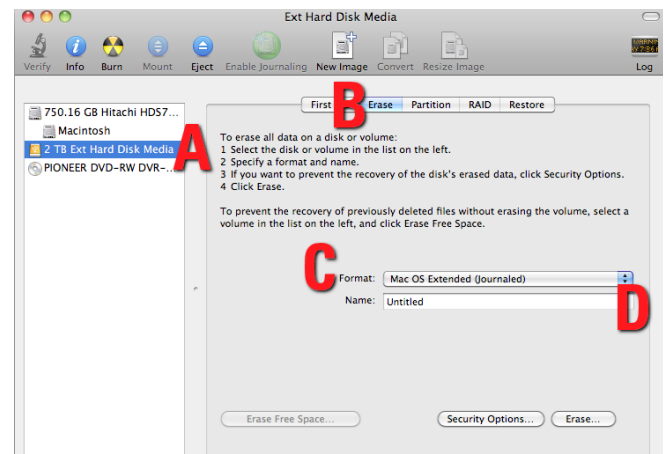 Ext Hard Disk Media
Verify Info Burn Mount Eject Enable Journaling New Image Convert Resize Image Log
750.16 GB Hitachi HDS7...
Macintosh
2 TB Ext Hard Disk Media
PIONEER DVD-RW DVR-...
A
B
First Erase Partition RAID Restore
To erase all data on a disk or volume:
1 Select the disk or volume in the list on the left.
2 Specify a format and name.
3 If you want to prevent the recovery of the disk's erased data, click Security Options.
4 Click Erase.
To prevent the recovery of previously deleted files without erasing the volume, select a
volume in the list on the left, and click Erase Free Space.
C
Format: Mac OS Extended (Journaled)
Name: Untitled
D
Erase Free Space... Security Options... Erase...